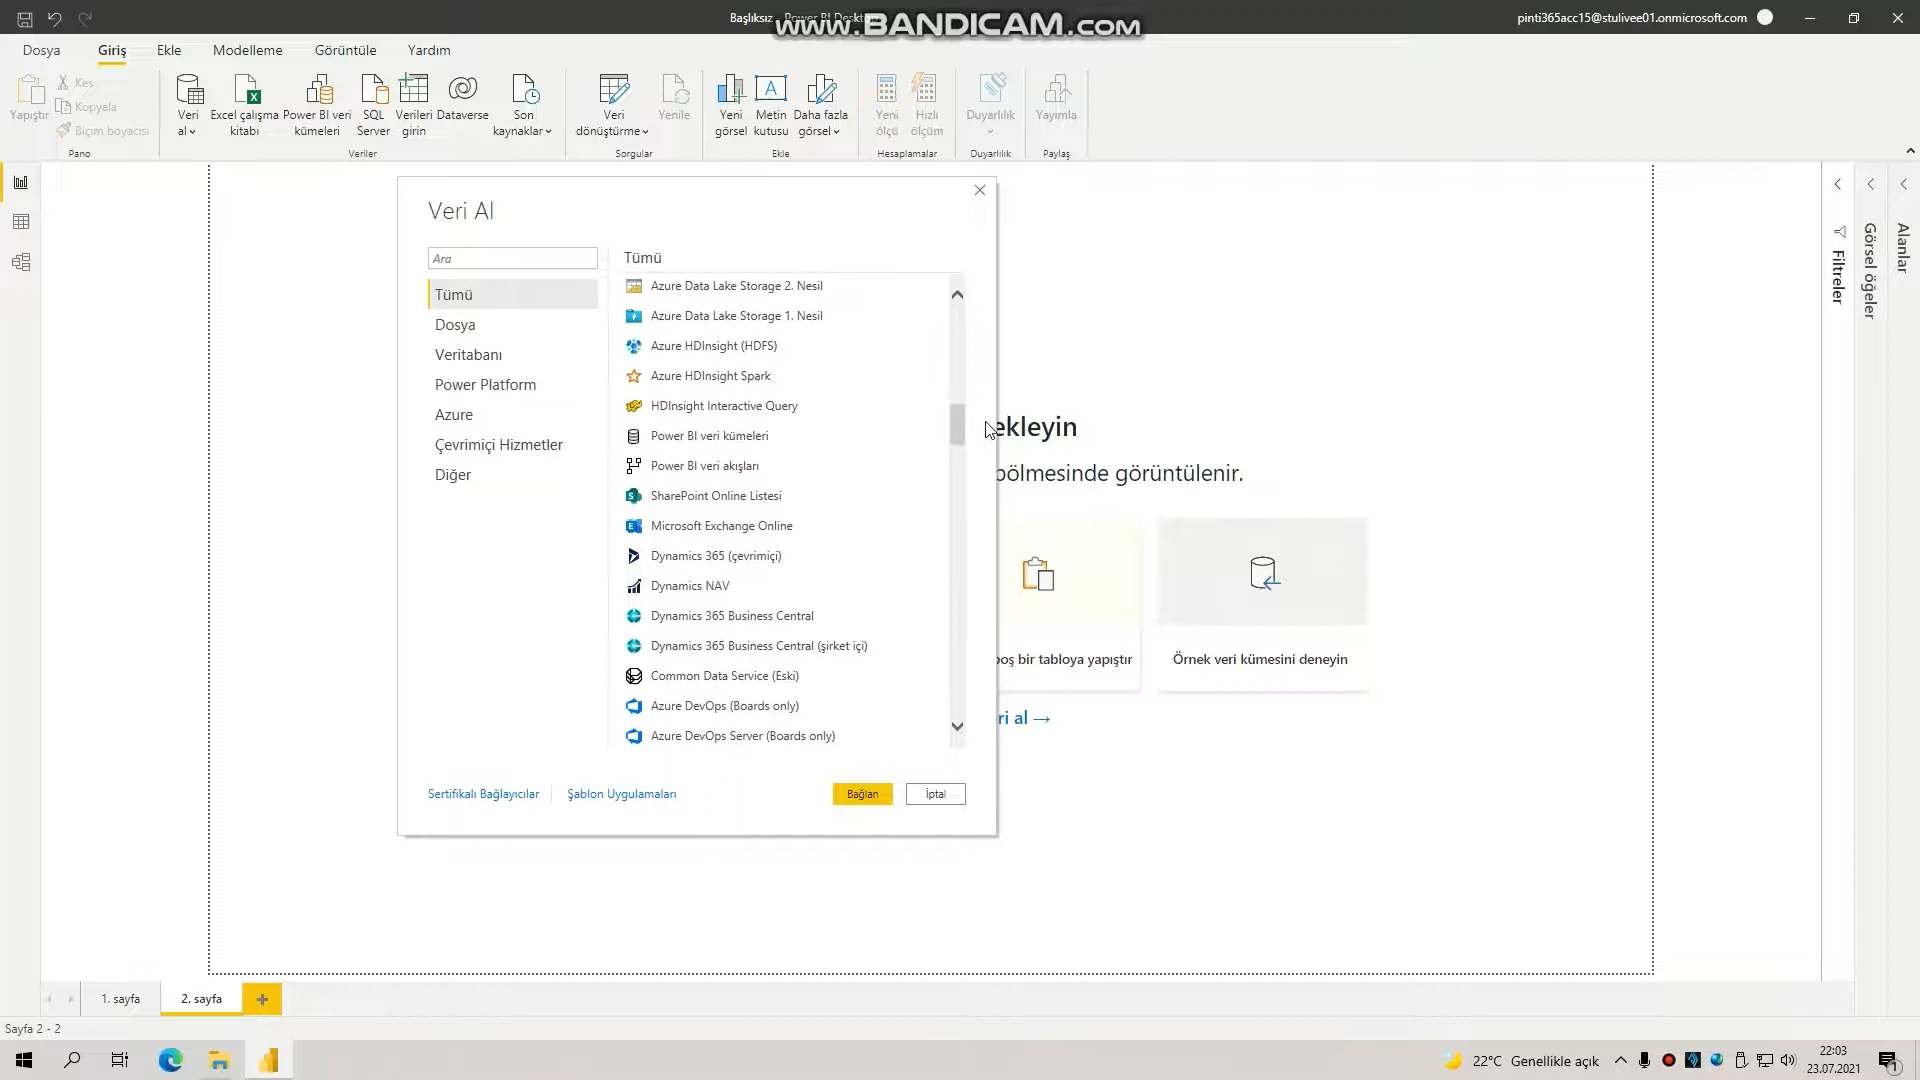 Başlıksız - Power BI Desktop
www.BANDICAM.com
pinti365acc15@stulivee01.onmicrosoft.com
Dosya
Giriş
Ekle
Modelleme
Görüntüle
Yardım
Yapıştır
Kes
Kopyala
Biçim boyacısı
Pano
Veri
al
Excel çalışma
kitabı
Power BI veri
kümeleri
SQL
Server
Verileri
girin
Dataverse
Son
kaynaklar
Veriler
Veri
dönüştürme
Yenile
Sorgular
Yeni
görsel
Metin
kutusu
Daha fazla
görsel
Ekle
Yeni
ölçü
Hızlı
ölçüm
Hesaplamalar
Duyarlılık
Duyarlılık
Yayımla
Paylaş
Veri Al
Ara
Tümü
Dosya
Veritabanı
Power Platform
Azure
Çevrimiçi Hizmetler
Diğer
Tümü
Azure Data Lake Storage 2. Nesil
Azure Data Lake Storage 1. Nesil
Azure HDInsight (HDFS)
Azure HDInsight Spark
HDInsight Interactive Query
Power BI veri kümeleri
Power BI veri akışları
SharePoint Online Listesi
Microsoft Exchange Online
Dynamics 365 (çevrimiçi)
Dynamics NAV
Dynamics 365 Business Central
Dynamics 365 Business Central (şirket içi)
Common Data Service (Eski)
Azure DevOps (Boards only)
Azure DevOps Server (Boards only)
Sertifikalı Bağlayıcılar
Şablon Uygulamaları
Bağlan
İptal
ekleyin
bölmesinde görüntülenir.
boş bir tabloya yapıştır
Örnek veri kümesini deneyin
ri al →
Filtreler
Görsel öğeler
Alanlar
1. sayfa
2. sayfa
Sayfa 2 - 2
22°C Genellikle açık
22:03
23.07.2021
1